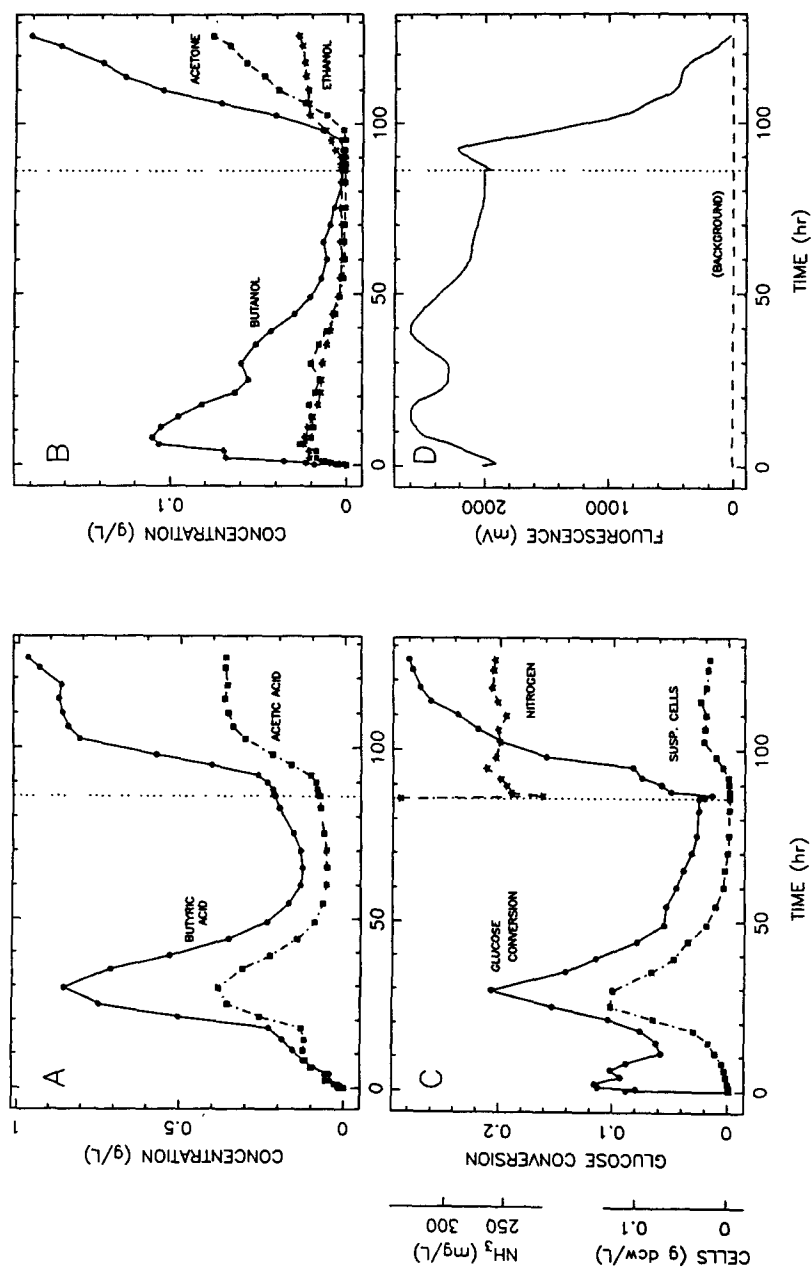 A
1
0.5
0
CONCENTRATION (g/L)
BUTYRIC
ACID
ACETIC ACID
0
50
100
B
0.1
0
CONCENTRATION (g/L)
BUTANOL
ACETONE
ETHANOL
0
50
100
C
0.2
0.1
0
GLUCOSE CONVERSION
300
250
NH₃ (mg/L)
0.1
0
CELLS (g dcw/L)
GLUCOSE
CONVERSION
NITROGEN
SUSP. CELLS
0
50
100
TIME (hr)
D
2000
1000
0
FLUORESCENCE (mV)
(BACKGROUND)
0
50
100
TIME (hr)